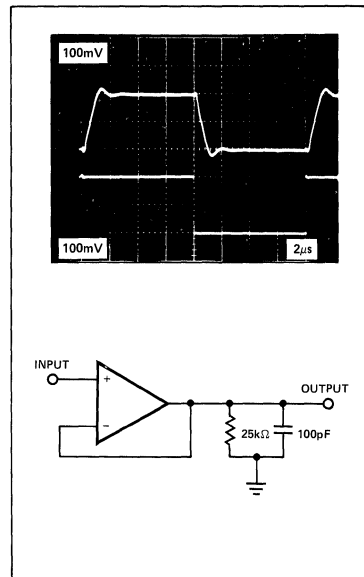 100mV
100mV
2μs
INPUT
+
−
OUTPUT
25kΩ
100pF